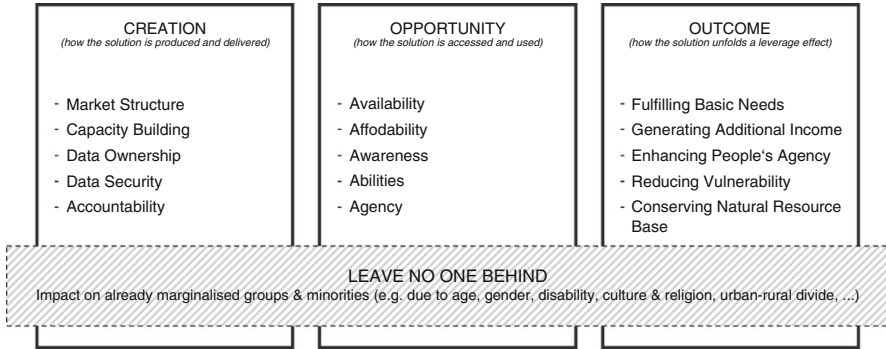 CREATION
(how the solution is produced and delivered)
- Market Structure
- Capacity Building
- Data Ownership
- Data Security
- Accountability
OPPORTUNITY
(how the solution is accessed and used)
- Availability
- Affodability
- Awareness
- Abilities
- Agency
OUTCOME
(how the solution unfolds a leverage effect)
- Fulfilling Basic Needs
- Generating Additional Income
- Enhancing People‘s Agency
- Reducing Vulnerability
- Conserving Natural Resource
Base
LEAVE NO ONE BEHIND
Impact on already marginalised groups & minorities (e.g. due to age, gender, disability, culture & religion, urban-rural divide, ...)